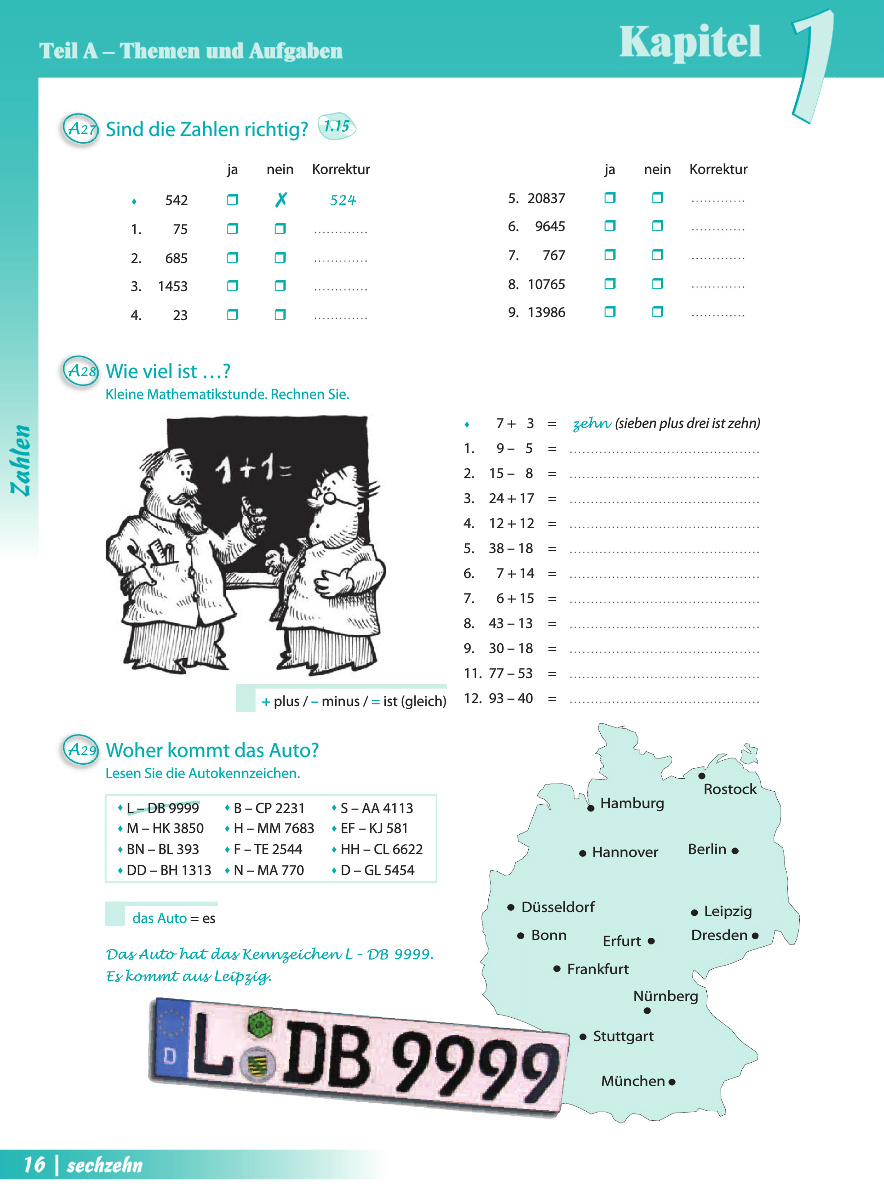 Teil A – Themen und Aufgaben
Kapitel 1
A27 Sind die Zahlen richtig? 1.15
ja nein Korrektur
♦ 542 ❒ ✗ 524
1. 75 ❒ ❒ .............
2. 685 ❒ ❒ .............
3. 1453 ❒ ❒ .............
4. 23 ❒ ❒ .............
ja nein Korrektur
5. 20837 ❒ ❒ .............
6. 9645 ❒ ❒ .............
7. 767 ❒ ❒ .............
8. 10765 ❒ ❒ .............
9. 13986 ❒ ❒ .............
Zahlen
A28 Wie viel ist …?
Kleine Mathematikstunde. Rechnen Sie.
1+1=
+ plus / – minus / = ist (gleich)
♦ 7 + 3 = zehn (sieben plus drei ist zehn)
1. 9 – 5 = ..........................................
2. 15 – 8 = ..........................................
3. 24 + 17 = ..........................................
4. 12 + 12 = ..........................................
5. 38 – 18 = ..........................................
6. 7 + 14 = ..........................................
7. 6 + 15 = ..........................................
8. 43 – 13 = ..........................................
9. 30 – 18 = ..........................................
11. 77 – 53 = ..........................................
12. 93 – 40 = ..........................................
A29 Woher kommt das Auto?
Lesen Sie die Autokennzeichen.
♦ L – DB 9999 ♦ B – CP 2231 ♦ S – AA 4113
♦ M – HK 3850 ♦ H – MM 7683 ♦ EF – KJ 581
♦ BN – BL 393 ♦ F – TE 2544 ♦ HH – CL 6622
♦ DD – BH 1313 ♦ N – MA 770 ♦ D – GL 5454
das Auto = es
Das Auto hat das Kennzeichen L – DB 9999.
Es kommt aus Leipzig.
D L DB 9999
Rostock
Hamburg
Hannover
Berlin
Düsseldorf
Leipzig
Bonn
Erfurt
Dresden
Frankfurt
Nürnberg
Stuttgart
München
16 | sechzehn